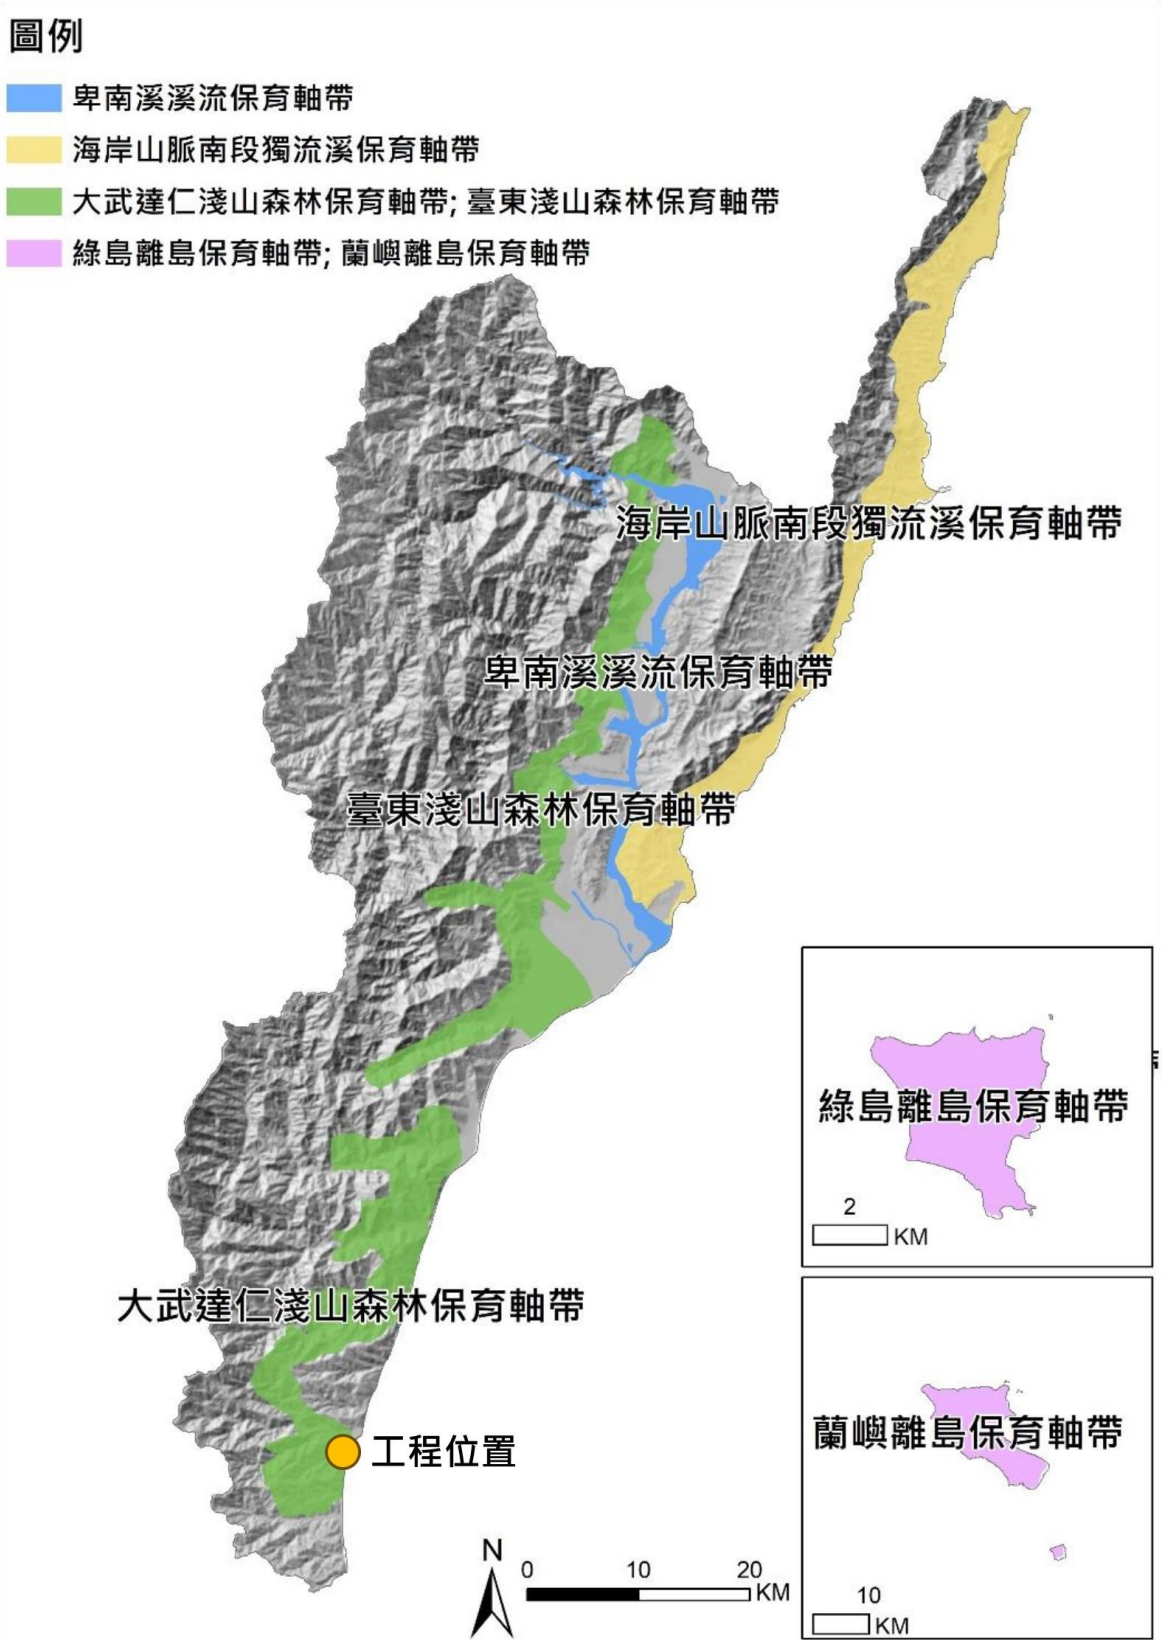 圖例
卑南溪溪流保育軸帶
海岸山脈南段獨流溪保育軸帶
大武達仁淺山森林保育軸帶; 臺東淺山森林保育軸帶
綠島離島保育軸帶; 蘭嶼離島保育軸帶
海岸山脈南段獨流溪保育軸帶
卑南溪溪流保育軸帶
臺東淺山森林保育軸帶
大武達仁淺山森林保育軸帶
工程位置
N
0 10 20 KM
綠島離島保育軸帶
2
KM
蘭嶼離島保育軸帶
10
KM